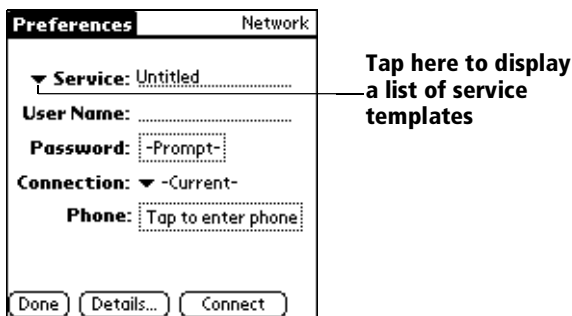 Preferences Network
Service: Untitled
User Name:
Password: -Prompt-
Connection: -Current-
Phone: Tap to enter phone
Done Details... Connect
Tap here to display
a list of service
templates